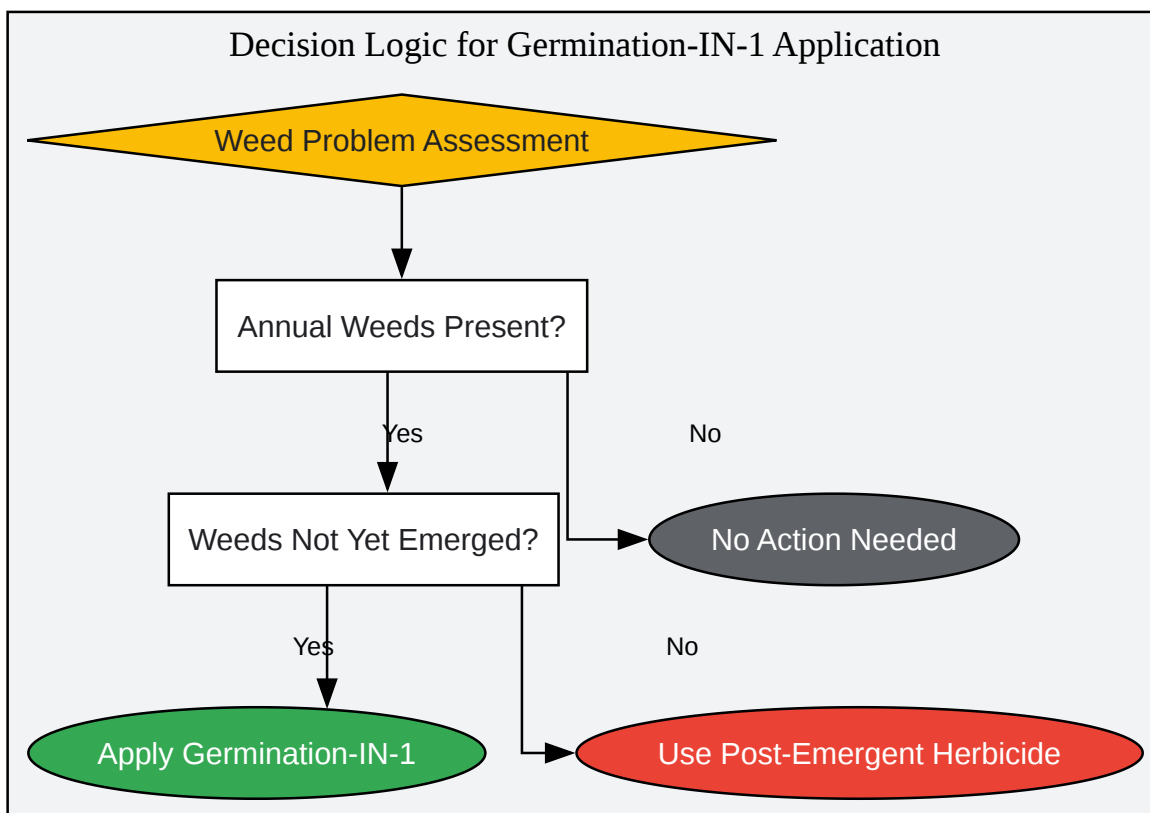 Decision Logic for Germination-IN-1 Application
Weed Problem Assessment
Annual Weeds Present?
Yes
No
Weeds Not Yet Emerged?
No Action Needed
Yes
No
Apply Germination-IN-1
Use Post-Emergent Herbicide